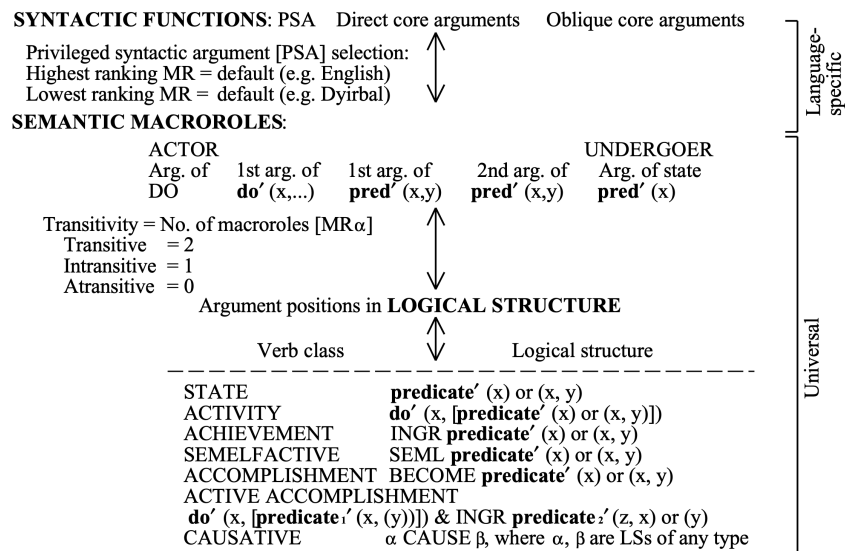 SYNTACTIC FUNCTIONS: PSA Direct core arguments Oblique core arguments
Privileged syntactic argument [PSA] selection:
Highest ranking MR = default (e.g. English)
Lowest ranking MR = default (e.g. Dyirbal)
Language-
specific
SEMANTIC MACROROLES:
ACTOR UNDERGOER
Arg. of 1st arg. of 1st arg. of 2nd arg. of Arg. of state
DO do′ (x,...) pred′ (x,y) pred′ (x,y) pred′ (x)
Transitivity = No. of macroroles [MRα]
Transitive = 2
Intransitive = 1
Atransitive = 0
Argument positions in LOGICAL STRUCTURE
Verb class Logical structure
Universal
STATE predicate′ (x) or (x, y)
ACTIVITY do′ (x, [predicate′ (x) or (x, y)])
ACHIEVEMENT INGR predicate′ (x) or (x, y)
SEMELFACTIVE SEML predicate′ (x) or (x, y)
ACCOMPLISHMENT BECOME predicate′ (x) or (x, y)
ACTIVE ACCOMPLISHMENT
do′ (x, [predicate₁′ (x, (y))]) & INGR predicate₂′ (z, x) or (y)
CAUSATIVE α CAUSE β, where α, β are LSs of any type